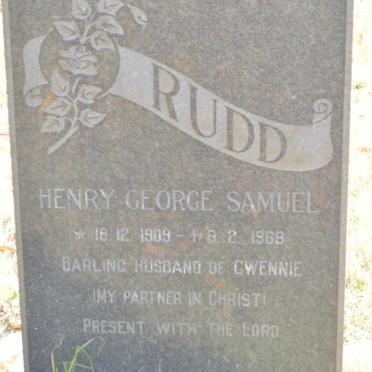 RUDD
HENRY GEORGE SAMUEL
* 18.12.1909 - † 6.2.1968
DARLING HUSBAND OF GWENNIE
(MY PARTNER IN CHRIST)
PRESENT WITH THE LORD